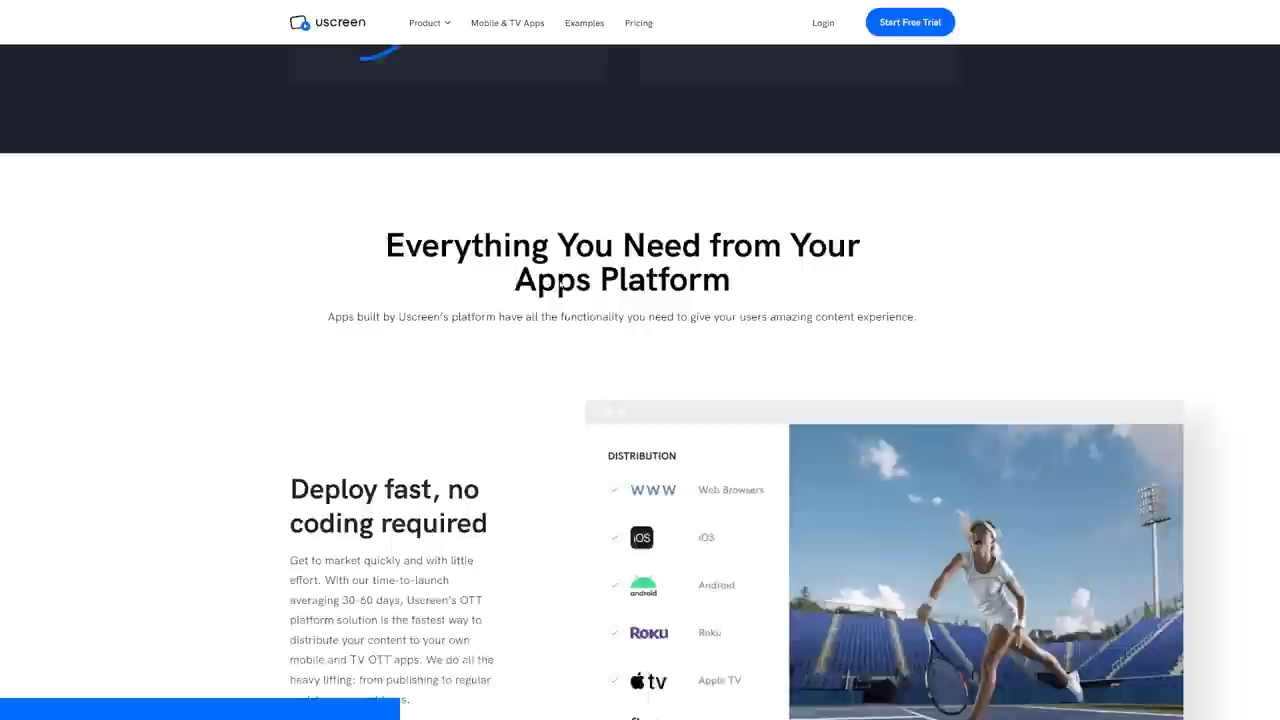 uscreen
Product
Mobile & TV Apps
Examples
Pricing
Login
Start Free Trial
Everything You Need from Your
Apps Platform
Apps built by Uscreen's platform have all the functionality you need to give your users amazing content experience.
Deploy fast, no
coding required
Get to market quickly and with little
effort. With our time-to-launch
averaging 30-60 days, Uscreen's OTT
platform solution is the fastest way to
distribute your content to your own
mobile and TV OTT apps. We do all the
heavy lifting: from publishing to regular
DISTRIBUTION
WWW Web Browsers
iOS iOS
android Android
Roku Roku
tv Apple TV